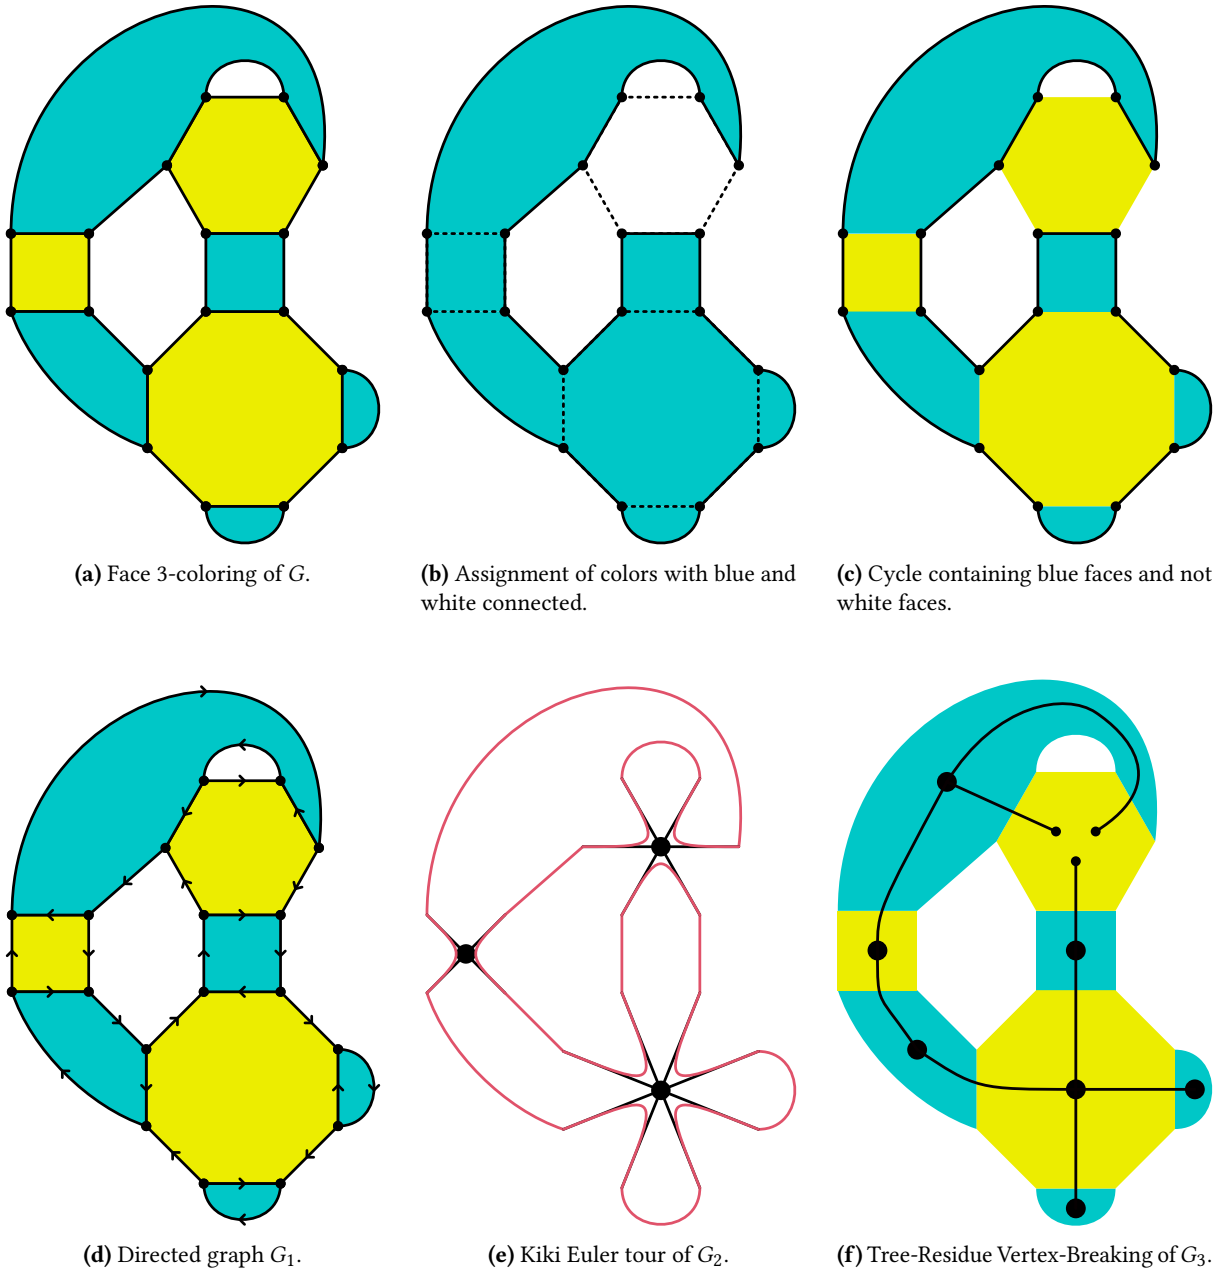 (a) Face 3-coloring of G.
(b) Assignment of colors with blue and
white connected.
(c) Cycle containing blue faces and not
white faces.
(d) Directed graph G₁.
(e) Kiki Euler tour of G₂.
(f) Tree-Residue Vertex-Breaking of G₃.